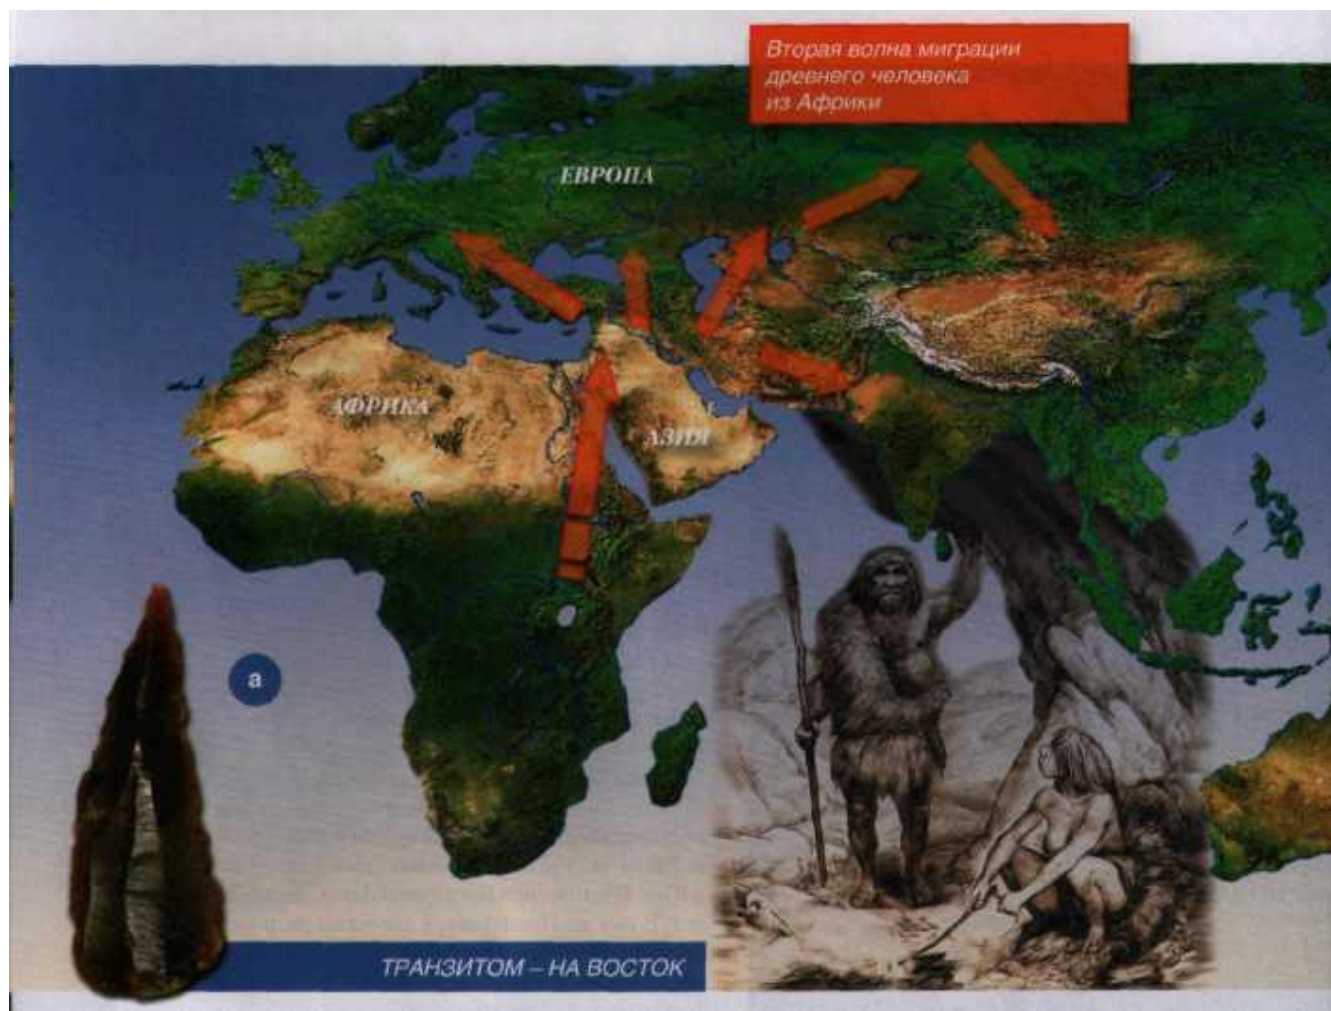 Вторая волна миграции
древнего человека
из Африки
ЕВРОПА
АФРИКА
АЗИЯ
а
ТРАНЗИТОМ – НА ВОСТОК